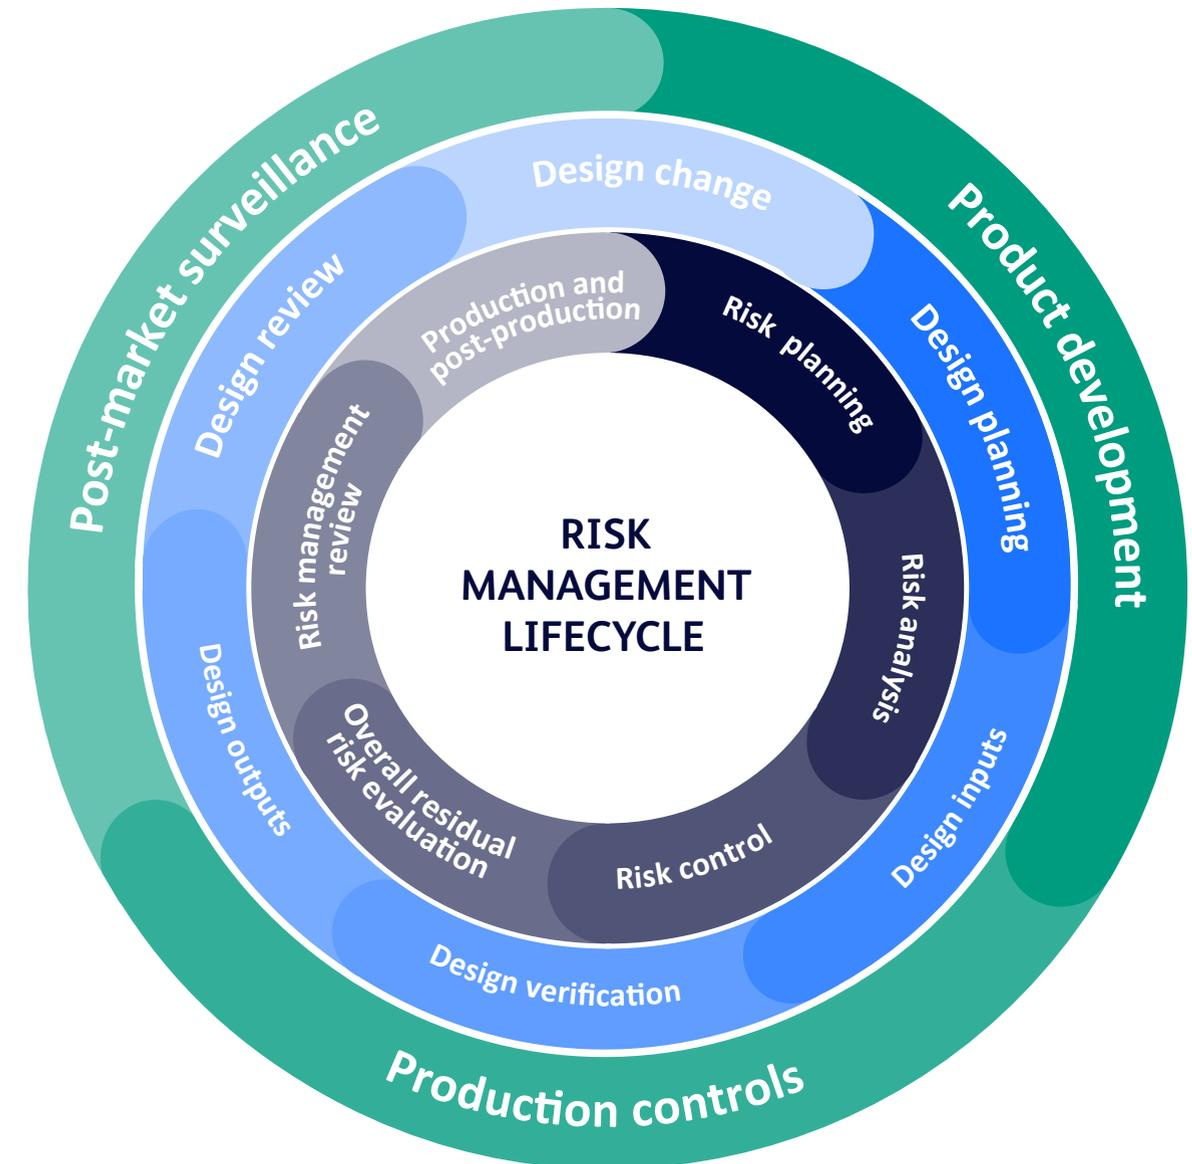 Post-market surveillance
Product development
Production controls
Design change
Design planning
Design inputs
Design verification
Design outputs
Design review
Production and
post-production
Risk planning
Risk analysis
Risk control
Overall residual
risk evaluation
Risk management
review
RISK
MANAGEMENT
LIFECYCLE